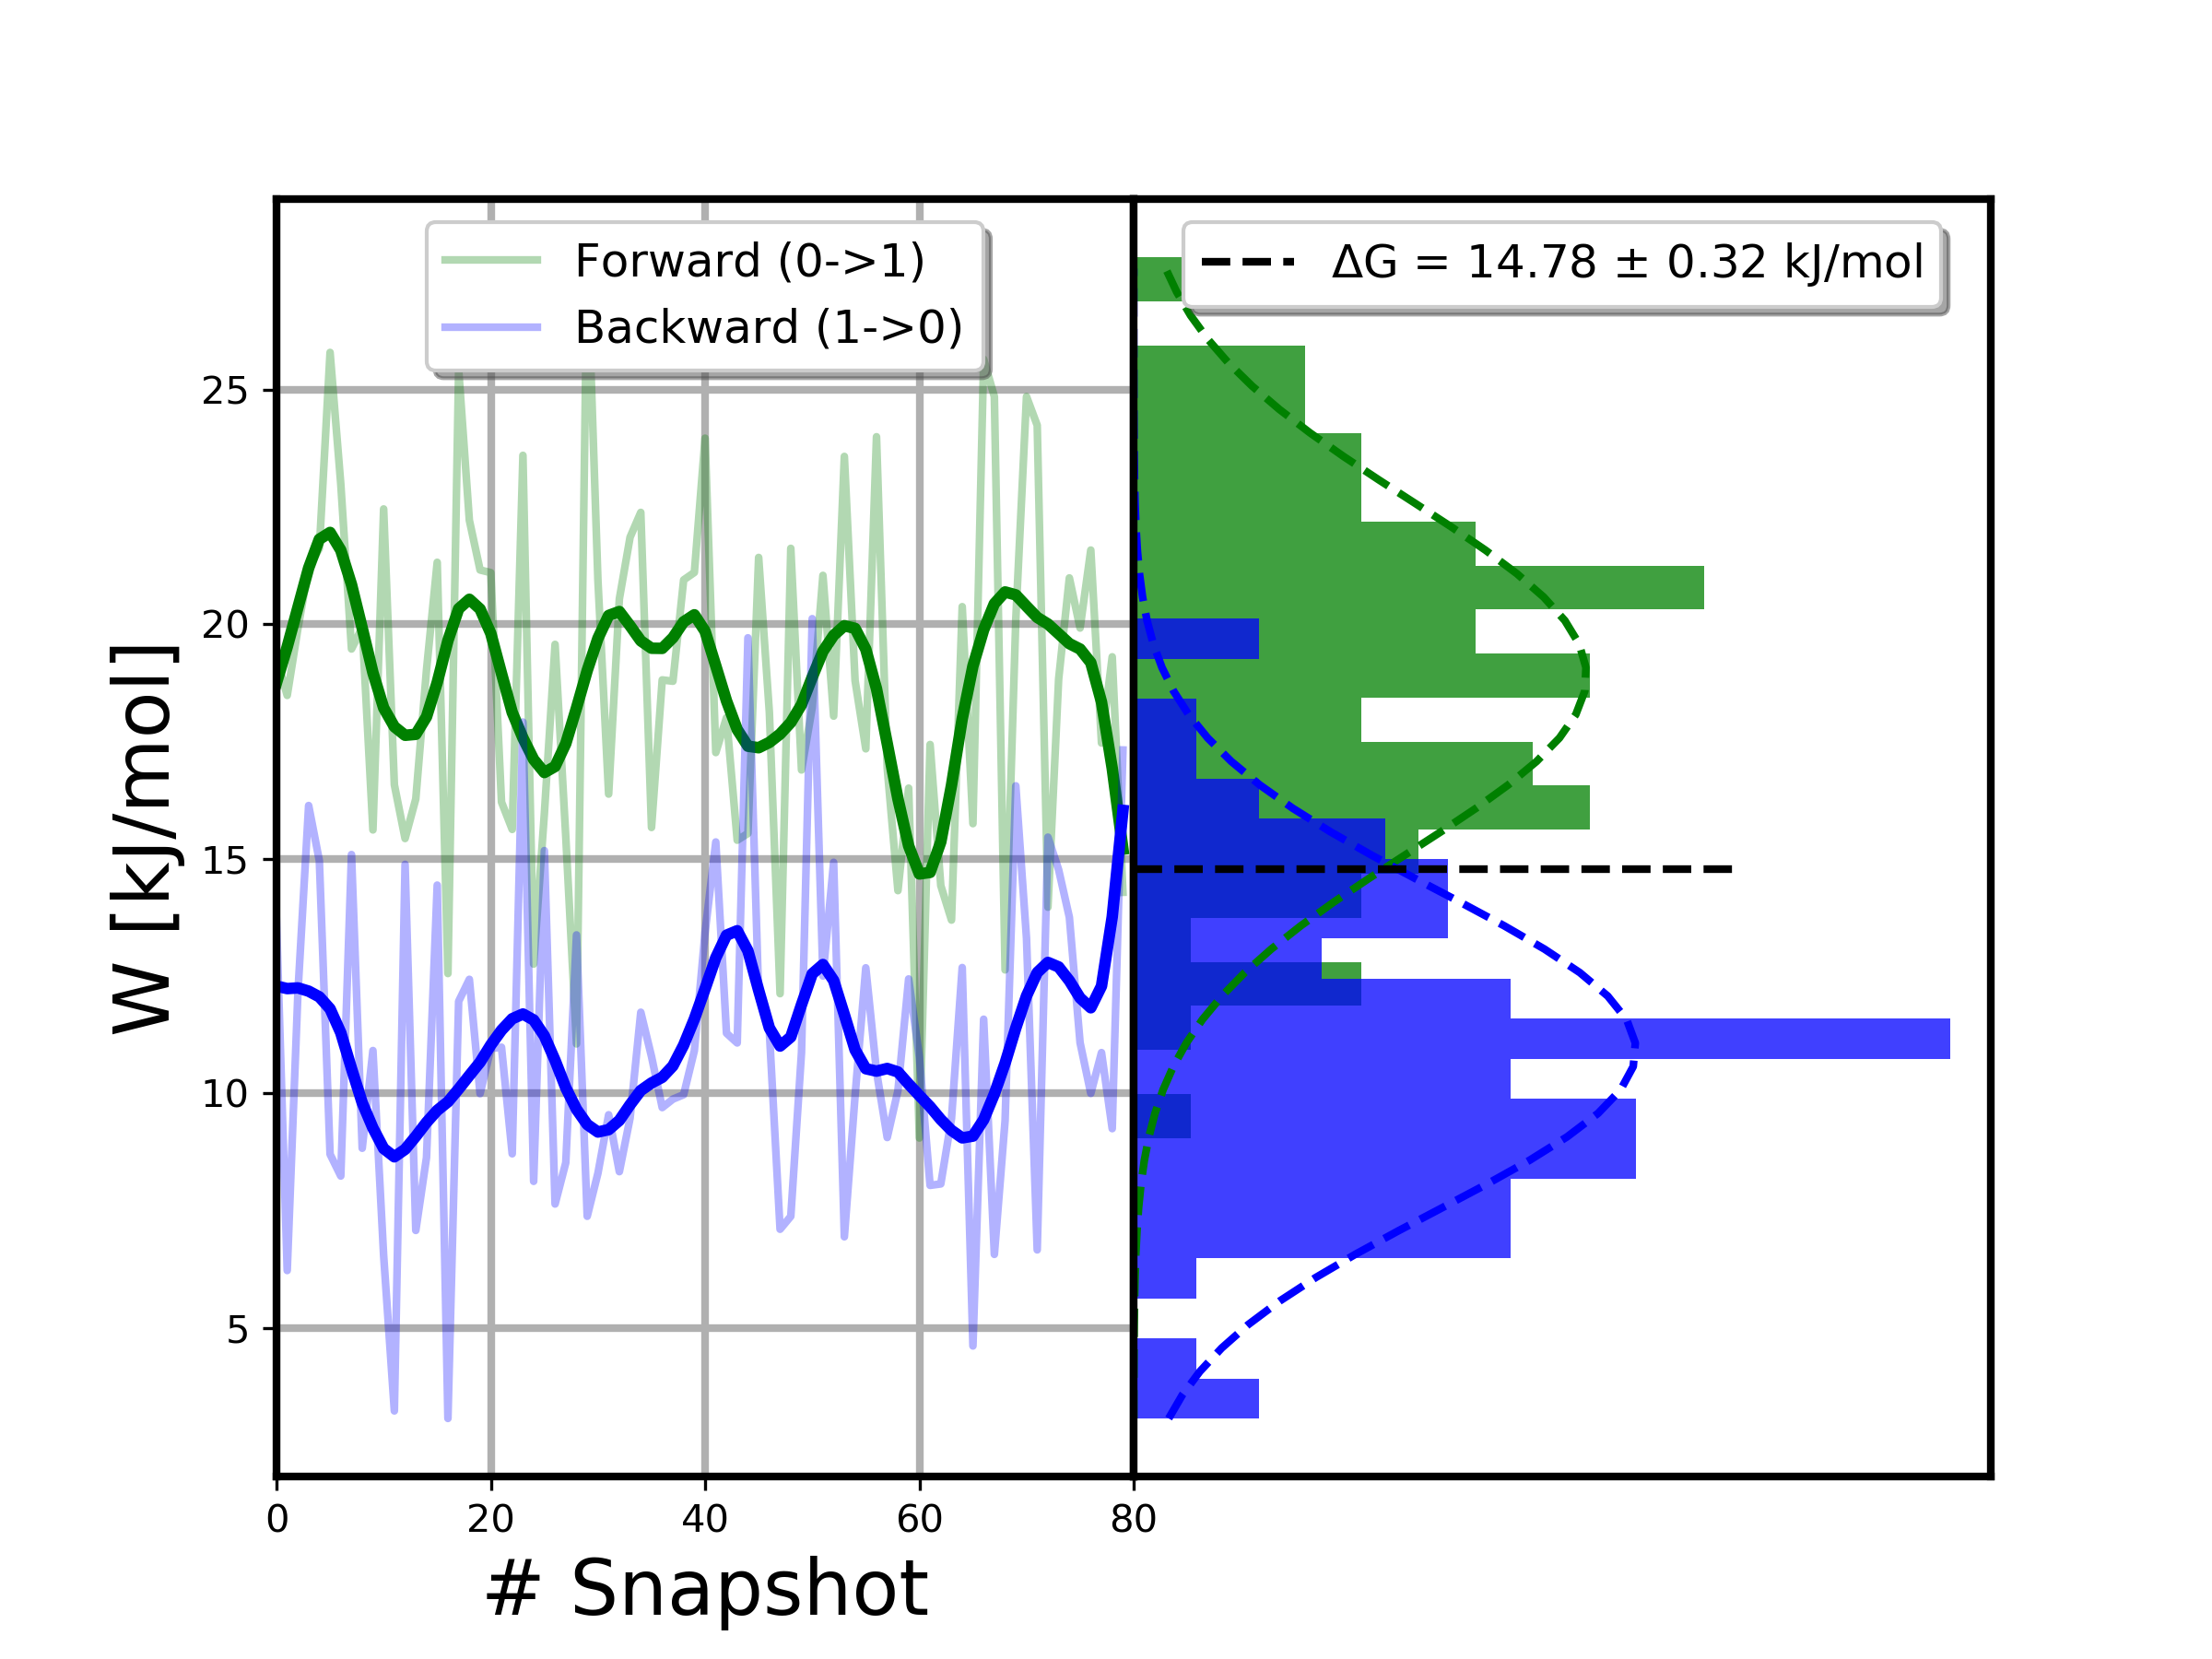 Forward (0->1)
Backward (1->0)
ΔG = 14.78 ± 0.32 kJ/mol
W [kJ/mol]
25
20
15
10
5
0 20 40 60 80
# Snapshot